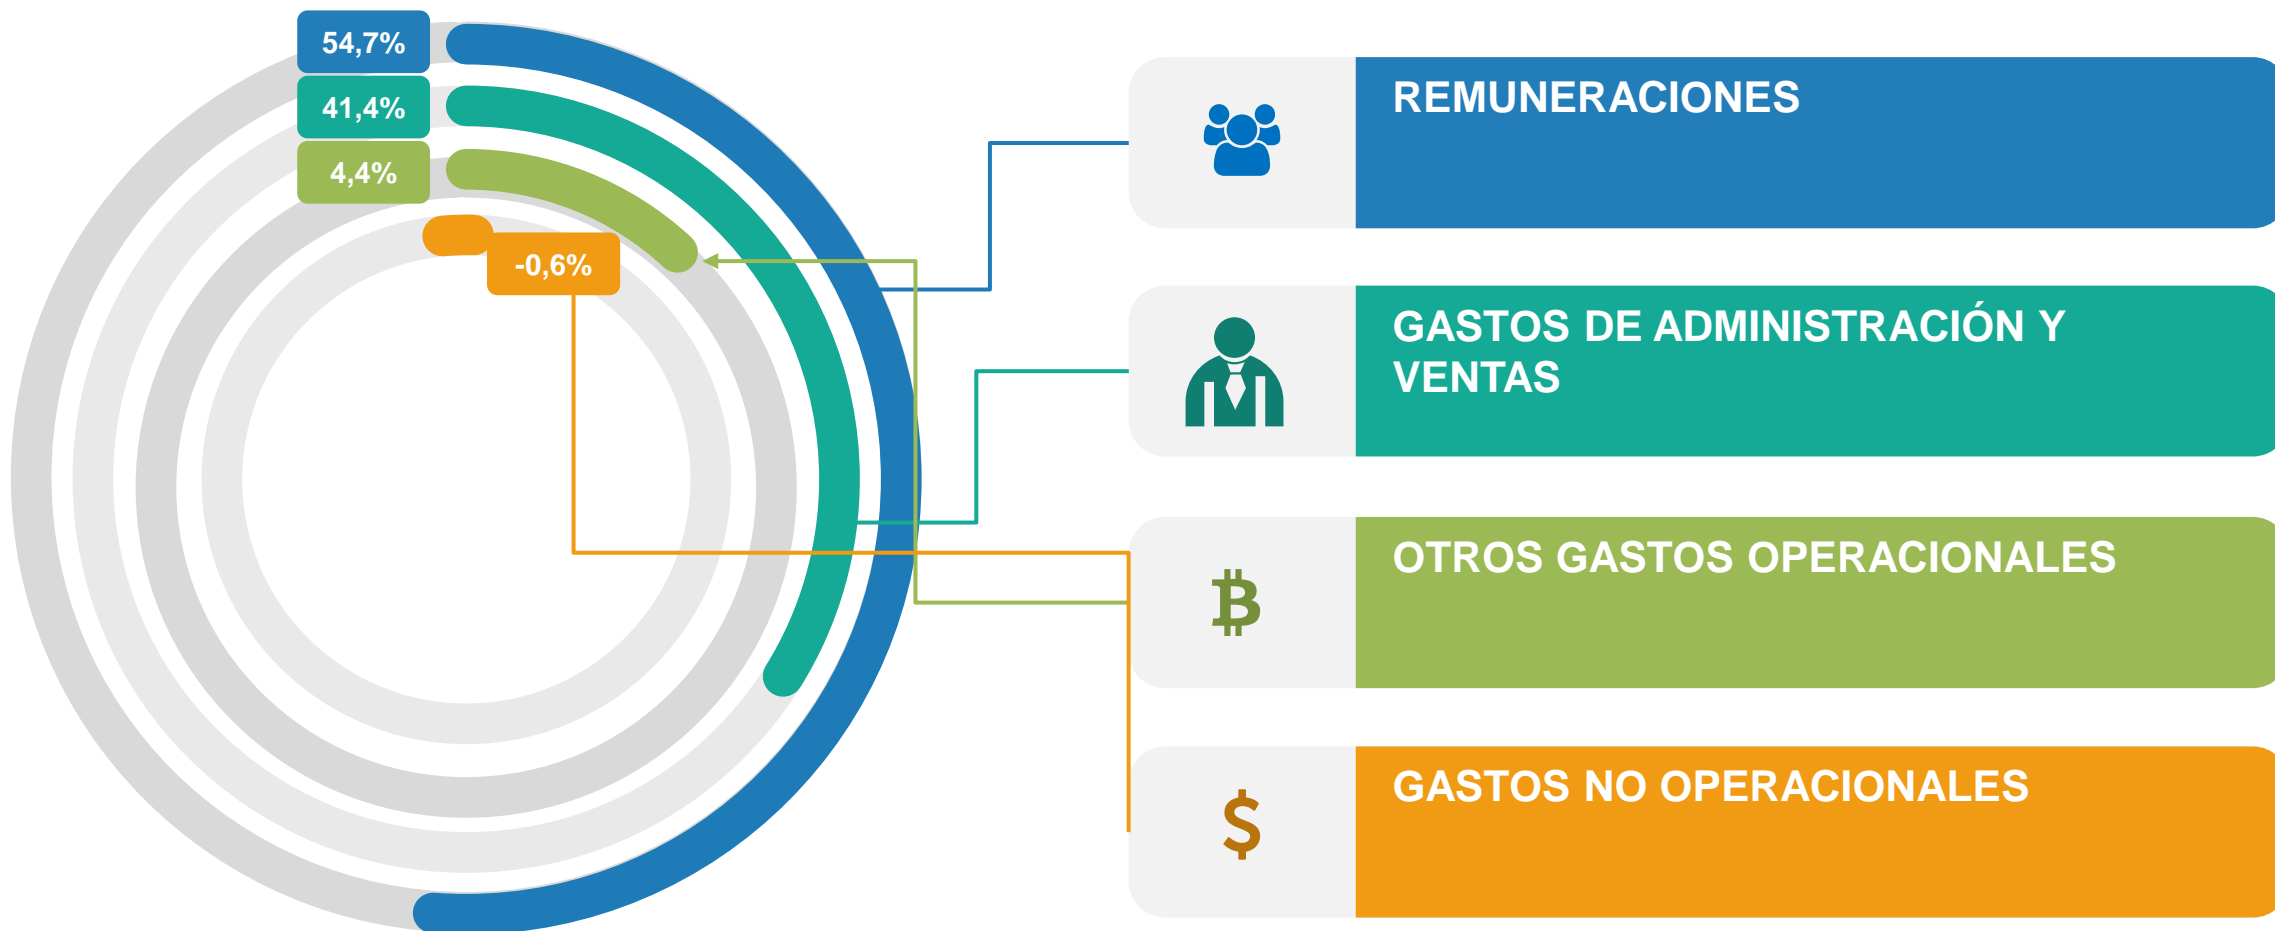 54,7%
41,4%
4,4%
-0,6%
REMUNERACIONES
GASTOS DE ADMINISTRACIÓN Y
VENTAS
OTROS GASTOS OPERACIONALES
GASTOS NO OPERACIONALES